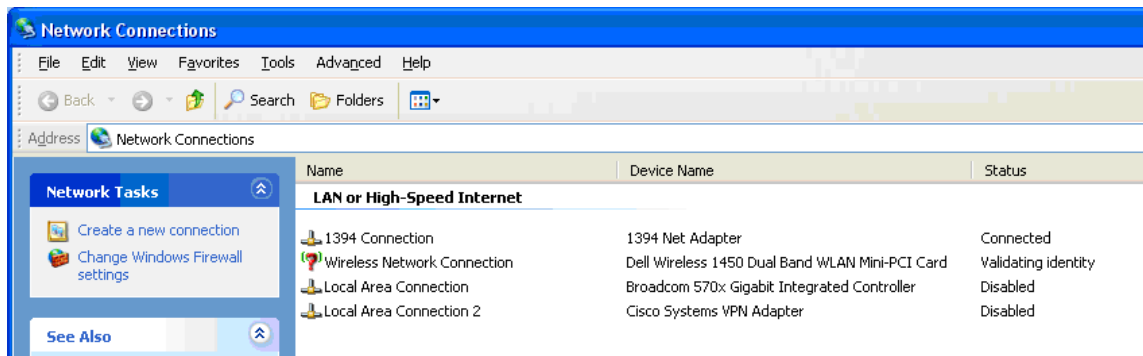 Network Connections
File Edit View Favorites Tools Advanced Help
Back Search Folders
Address Network Connections
Name Device Name Status
Network Tasks
LAN or High-Speed Internet
Create a new connection
1394 Connection 1394 Net Adapter Connected
Change Windows Firewall
settings
Wireless Network Connection Dell Wireless 1450 Dual Band WLAN Mini-PCI Card Validating identity
Local Area Connection Broadcom 570x Gigabit Integrated Controller Disabled
Local Area Connection 2 Cisco Systems VPN Adapter Disabled
See Also